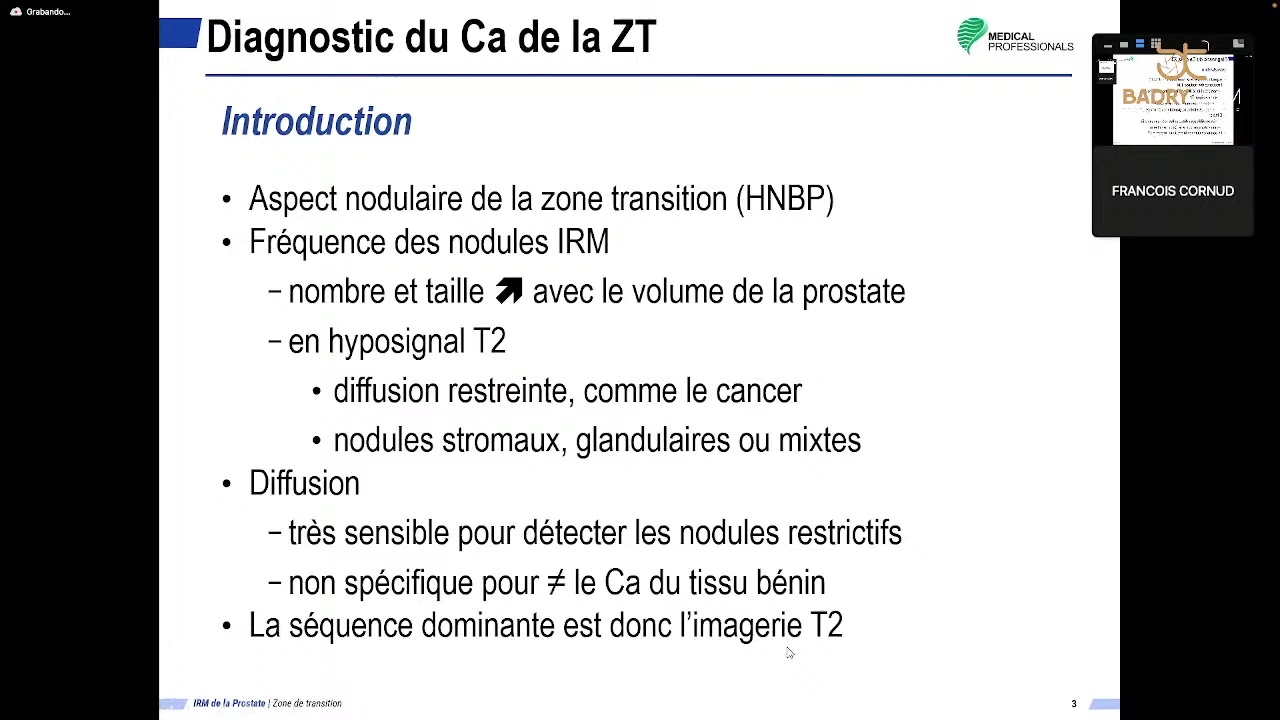 Grabando...
Diagnostic du Ca de la ZT
MEDICAL
PROFESSIONALS
BADRY
FRANCOIS CORNUD
Introduction
• Aspect nodulaire de la zone transition (HNBP)
• Fréquence des nodules IRM
– nombre et taille 🡵 avec le volume de la prostate
– en hyposignal T2
• diffusion restreinte, comme le cancer
• nodules stromaux, glandulaires ou mixtes
• Diffusion
– très sensible pour détecter les nodules restrictifs
– non spécifique pour ≠ le Ca du tissu bénin
• La séquence dominante est donc l’imagerie T2
IRM de la Prostate | Zone de transition
3